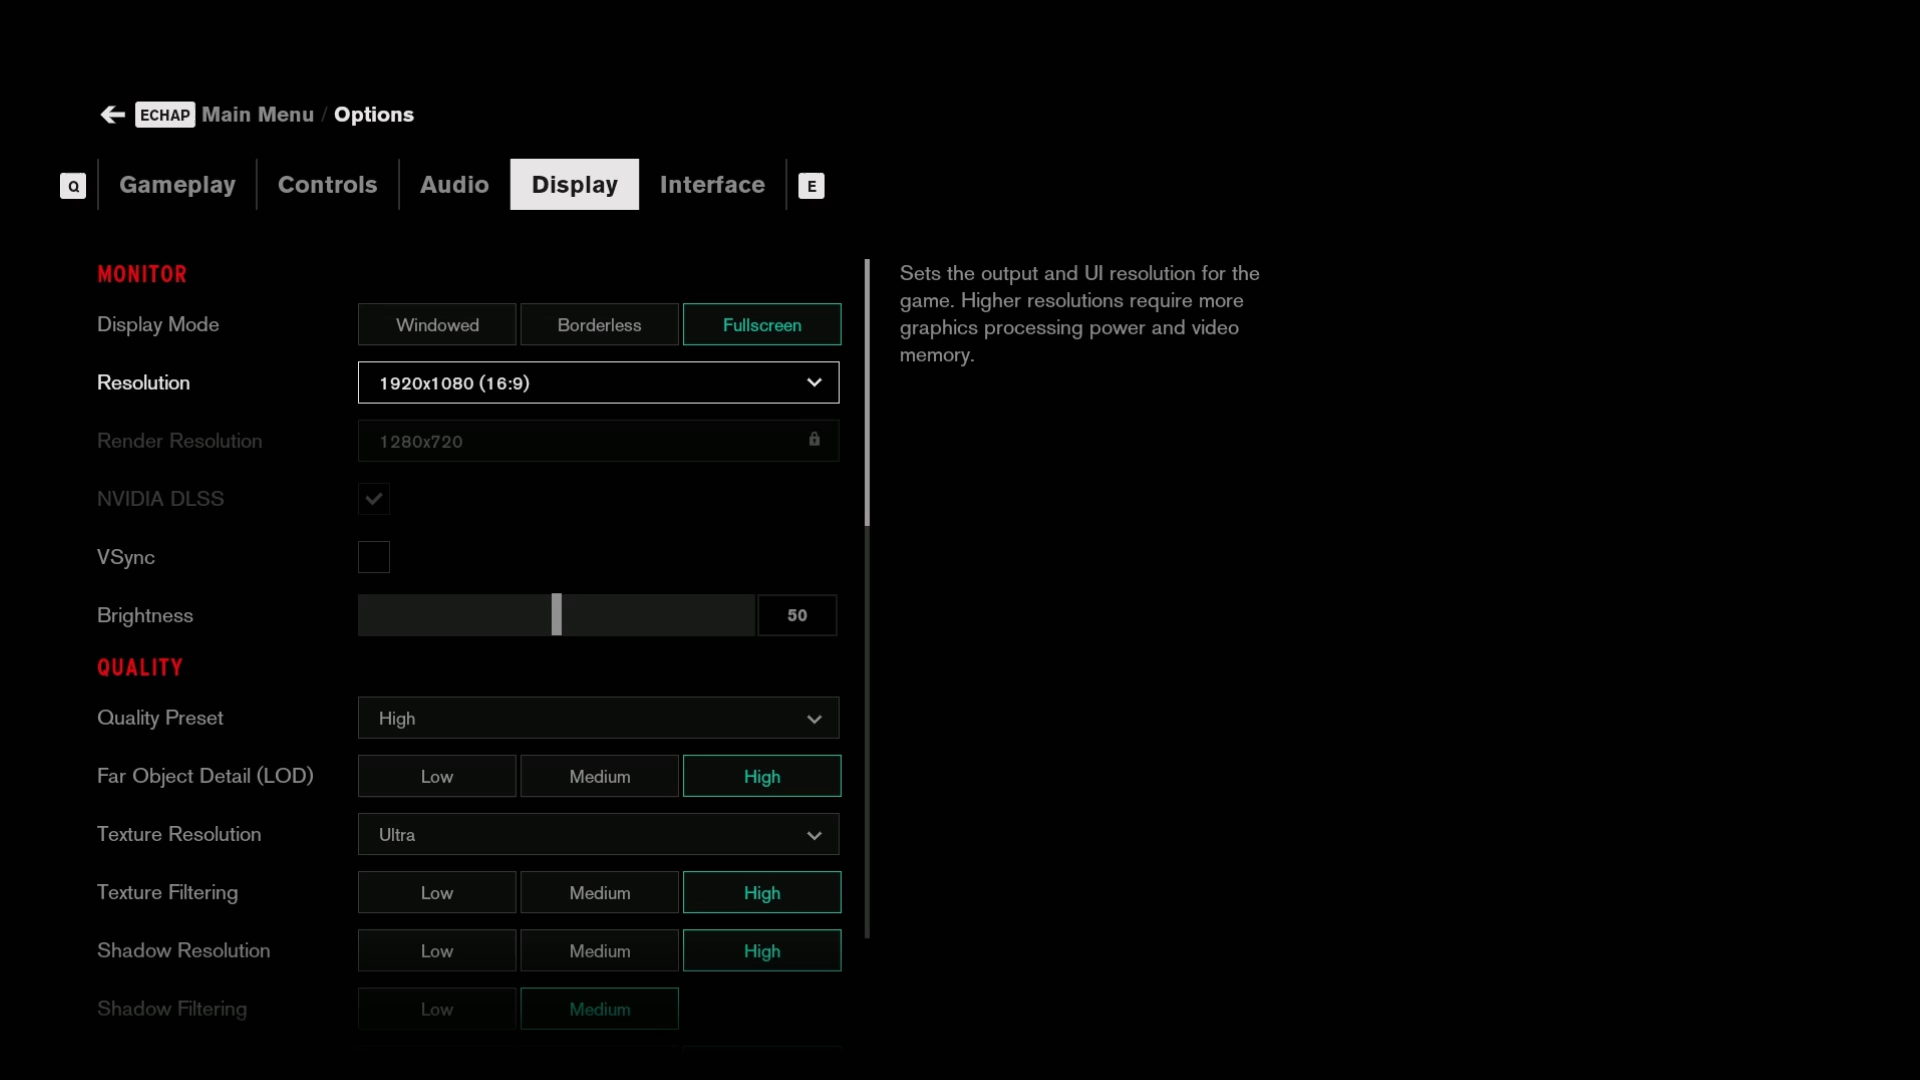 ECHAP Main Menu / Options
Q Gameplay Controls Audio Display Interface E
MONITOR
Display Mode Windowed Borderless Fullscreen
Resolution 1920x1080 (16:9)
Render Resolution 1280x720
NVIDIA DLSS
VSync
Brightness 50
QUALITY
Quality Preset High
Far Object Detail (LOD) Low Medium High
Texture Resolution Ultra
Texture Filtering Low Medium High
Shadow Resolution Low Medium High
Shadow Filtering Low Medium
Sets the output and UI resolution for the
game. Higher resolutions require more
graphics processing power and video
memory.